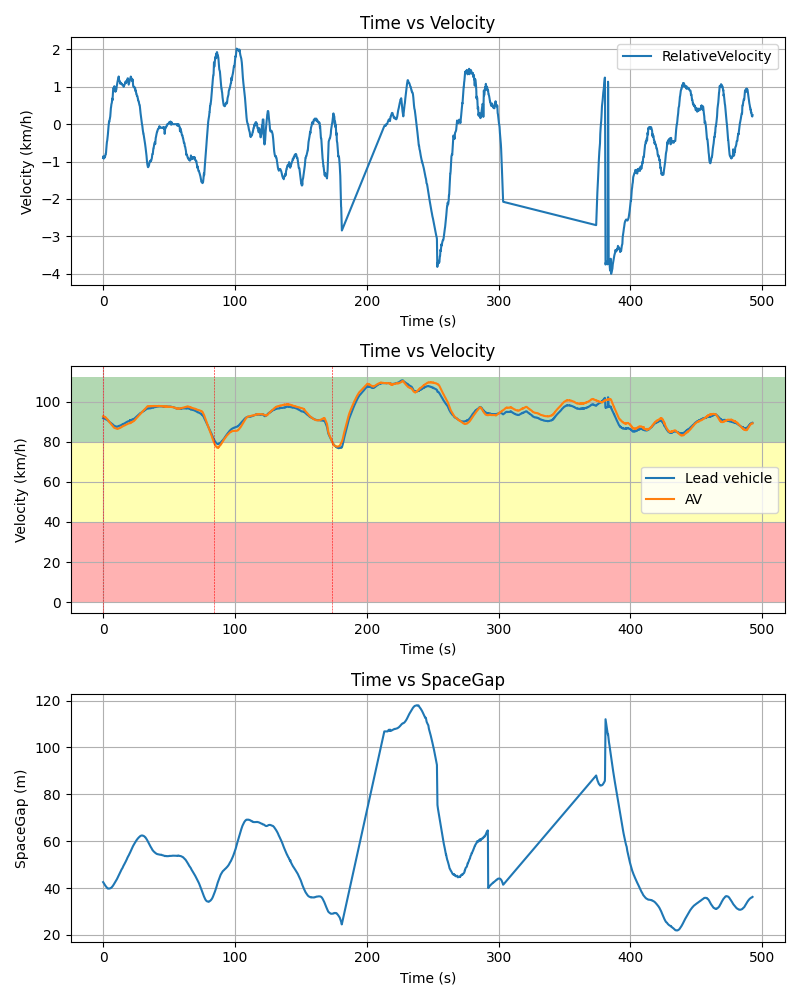 Time vs Velocity
Velocity (km/h)
2
1
0
−1
−2
−3
−4
RelativeVelocity
0 100 200 300 400 500
Time (s)
Time vs Velocity
Velocity (km/h)
100
80
60
40
20
0
Lead vehicle
AV
0 100 200 300 400 500
Time (s)
Time vs SpaceGap
SpaceGap (m)
120
100
80
60
40
20
0 100 200 300 400 500
Time (s)